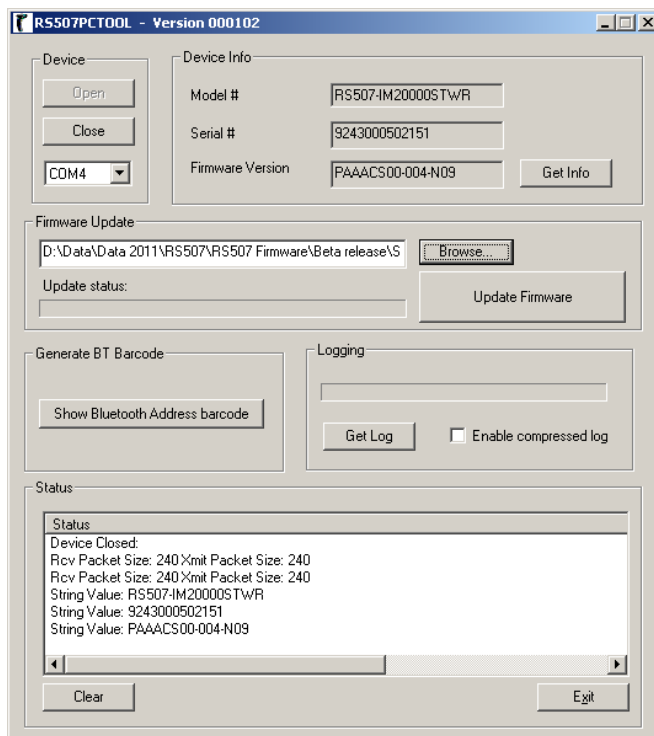 RS507PCTOOL - Version 000102
Device
Open
Close
COM4
Device Info
Model # RS507-IM20000STWR
Serial # 9243000502151
Firmware Version PAAACS00-004-N09 Get Info
Firmware Update
D:\Data\Data 2011\RS507\RS507 Firmware\Beta release\S Browse...
Update status:
Update Firmware
Generate BT Barcode
Show Bluetooth Address barcode
Logging
Get Log Enable compressed log
Status
Status
Device Closed:
Rcv Packet Size: 240 Xmit Packet Size: 240
Rcv Packet Size: 240 Xmit Packet Size: 240
String Value: RS507-IM20000STWR
String Value: 9243000502151
String Value: PAAACS00-004-N09
Clear Exit